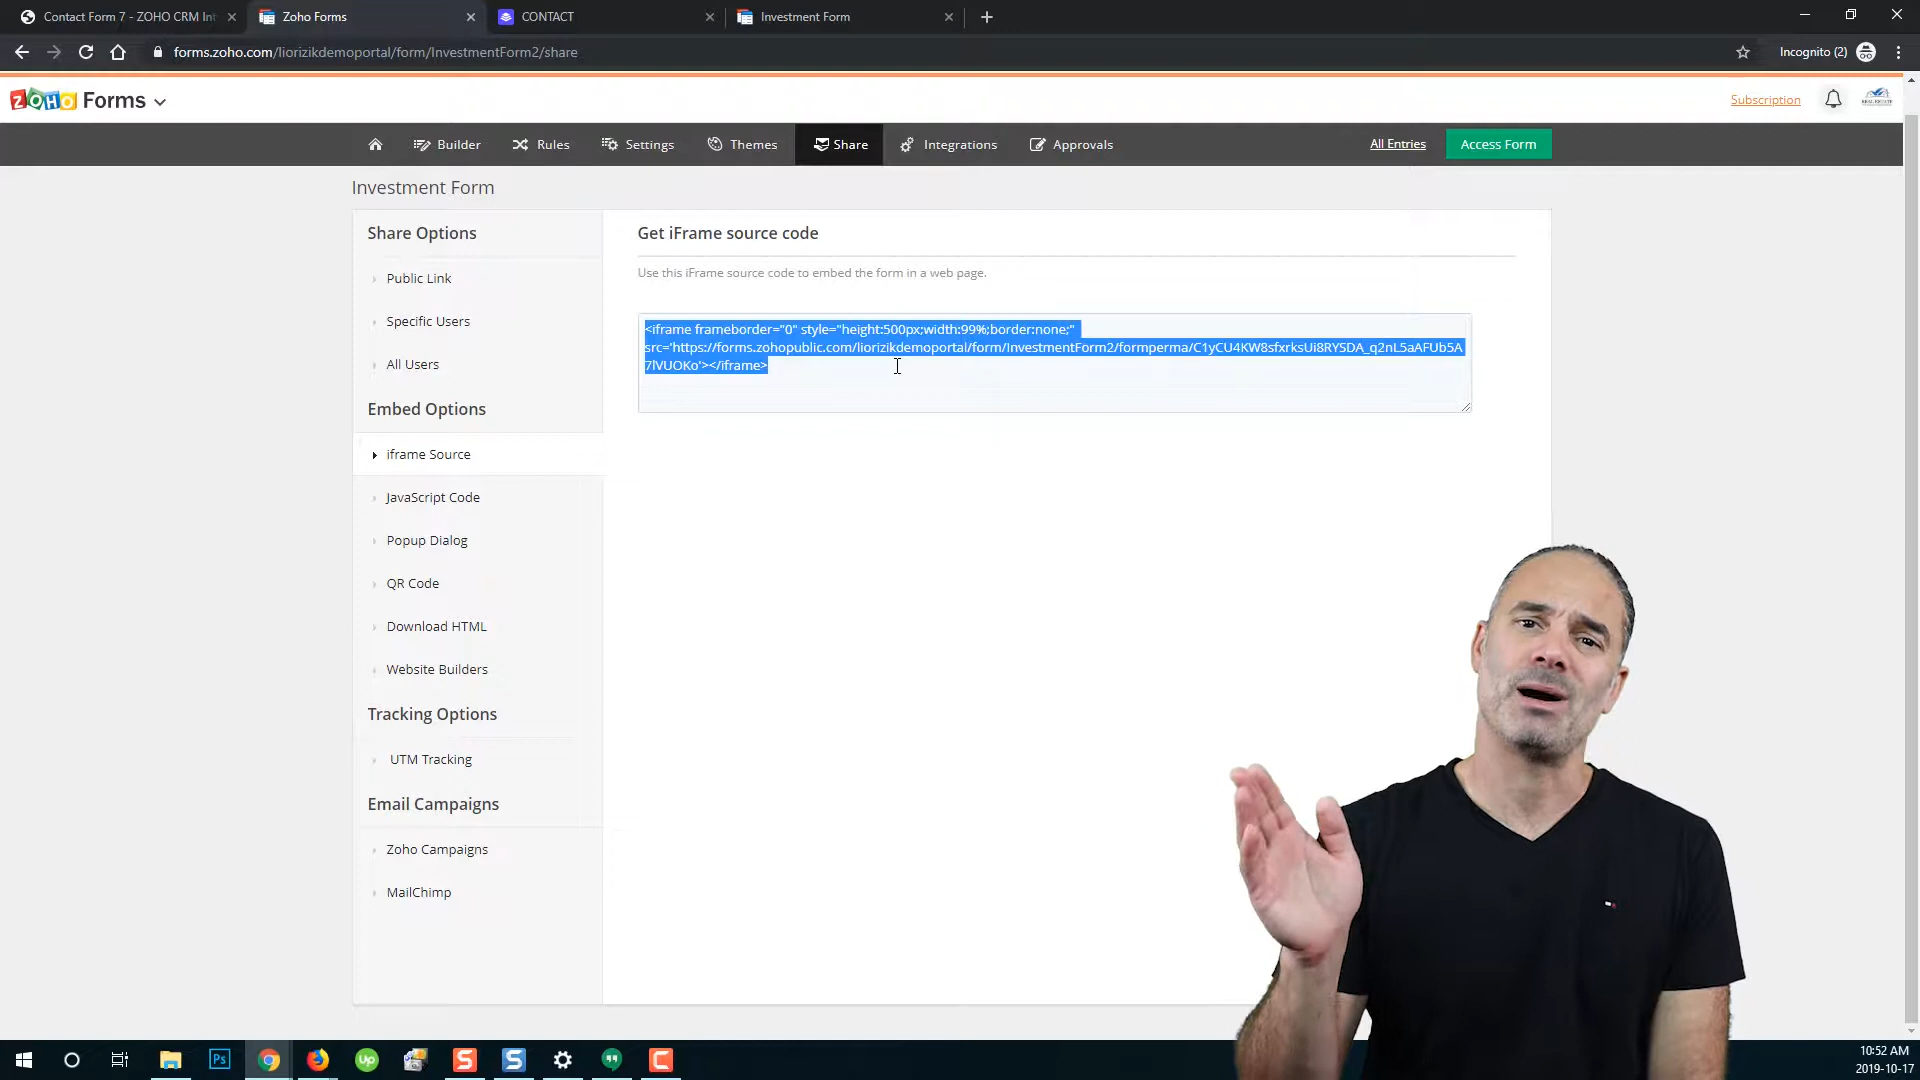 Contact Form 7 - ZOHO CRM Int
Zoho Forms
CONTACT
Investment Form
forms.zoho.com/liorizikdemoportal/form/InvestmentForm2/share
Incognito (2)
ZOHO Forms
Subscription
Builder
Rules
Settings
Themes
Share
Integrations
Approvals
All Entries
Access Form
Investment Form
Share Options
Public Link
Specific Users
All Users
Embed Options
iframe Source
JavaScript Code
Popup Dialog
QR Code
Download HTML
Website Builders
Tracking Options
UTM Tracking
Email Campaigns
Zoho Campaigns
MailChimp
Get iFrame source code
Use this iFrame source code to embed the form in a web page.
<iframe frameborder="0" style="height:500px;width:99%;border:none;"
src='https://forms.zohopublic.com/liorizikdemoportal/form/InvestmentForm2/formperma/C1yCU4KW8sfxrksUi8RYSDA_q2nL5aAFUb5A
7lVUOKo'></iframe>
Ps
Up
S
S
C
10:52 AM
2019-10-17